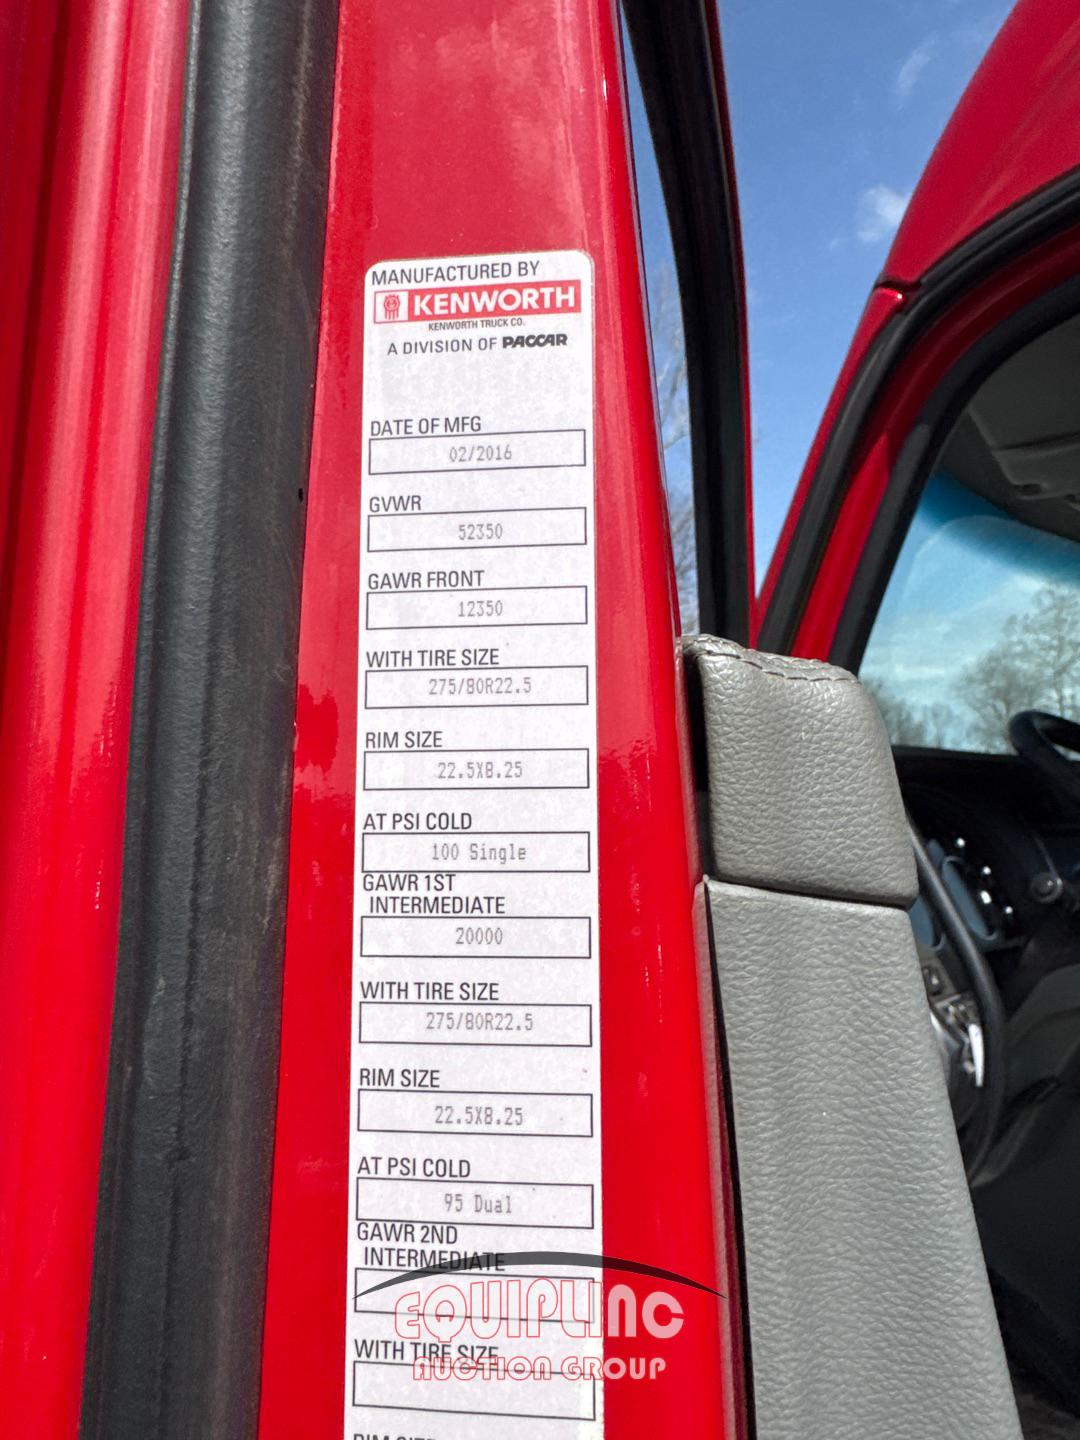 MANUFACTURED BY
KENWORTH
KENWORTH TRUCK CO.
A DIVISION OF PACCAR
DATE OF MFG
02/2016
GVWR
52350
GAWR FRONT
12350
WITH TIRE SIZE
275/80R22.5
RIM SIZE
22.5X8.25
AT PSI COLD
100 Single
GAWR 1ST
INTERMEDIATE
20000
WITH TIRE SIZE
275/80R22.5
RIM SIZE
22.5X8.25
AT PSI COLD
95 Dual
GAWR 2ND
INTERMEDIATE
EQUIPLINC
WITH TIRE SIZE
AUCTION GROUP
RIM SIZE